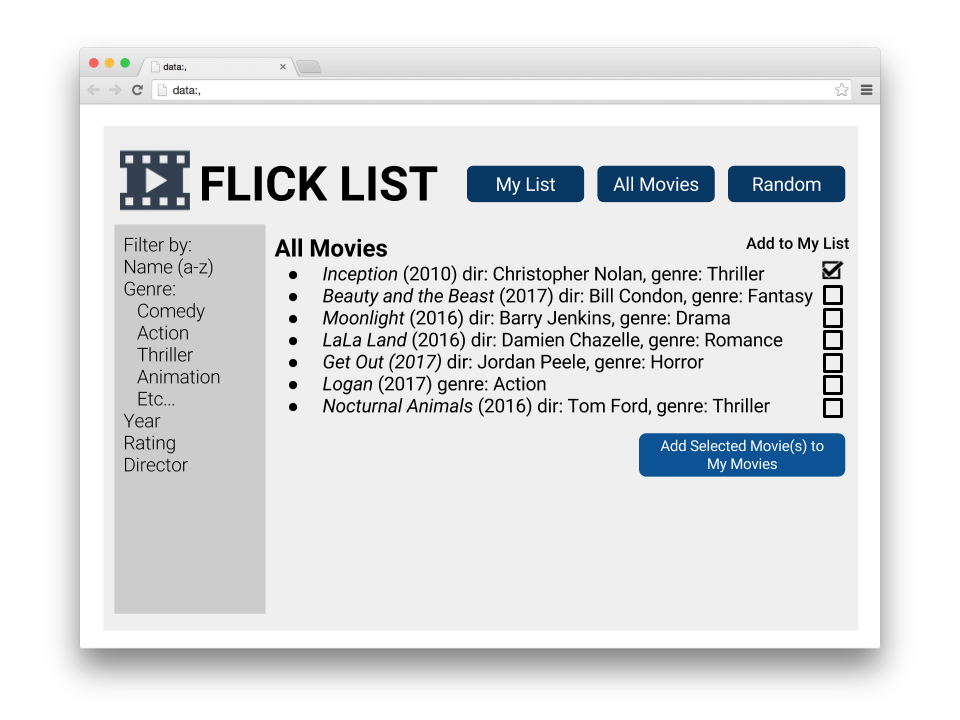 data:,
data:,
FLICK LIST
My List
All Movies
Random
Filter by:
Name (a-z)
Genre:
Comedy
Action
Thriller
Animation
Etc...
Year
Rating
Director
All Movies
Add to My List
● Inception (2010) dir: Christopher Nolan, genre: Thriller
● Beauty and the Beast (2017) dir: Bill Condon, genre: Fantasy
● Moonlight (2016) dir: Barry Jenkins, genre: Drama
● LaLa Land (2016) dir: Damien Chazelle, genre: Romance
● Get Out (2017) dir: Jordan Peele, genre: Horror
● Logan (2017) genre: Action
● Nocturnal Animals (2016) dir: Tom Ford, genre: Thriller
Add Selected Movie(s) to
My Movies